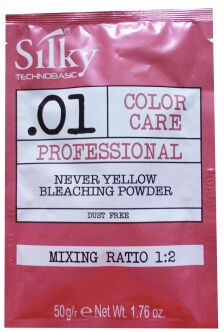 Silky
TECHNOBASIC
.01
COLOR
CARE
PROFESSIONAL
NEVER YELLOW
BLEACHING POWDER
DUST FREE
MIXING RATIO 1:2
50g/r ℮ Net Wt. 1.76 oz.